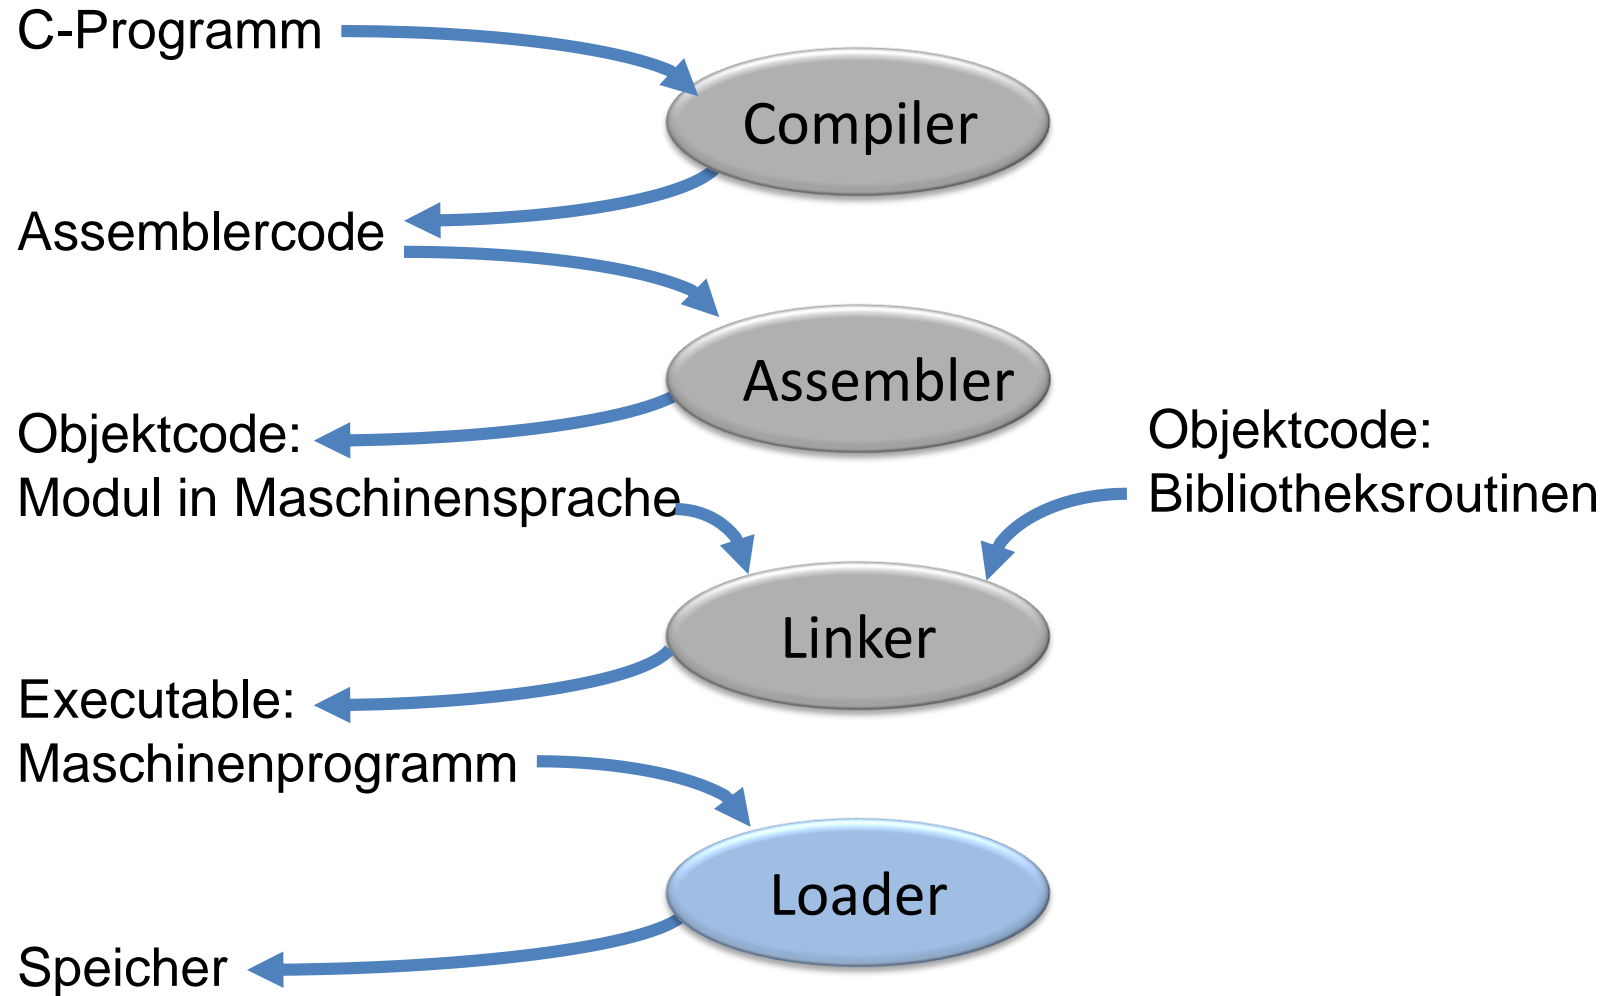 C-Programm
Compiler
Assemblercode
Assembler
Objektcode:
Modul in Maschinensprache
Objektcode:
Bibliotheksroutinen
Linker
Executable:
Maschinenprogramm
Loader
Speicher